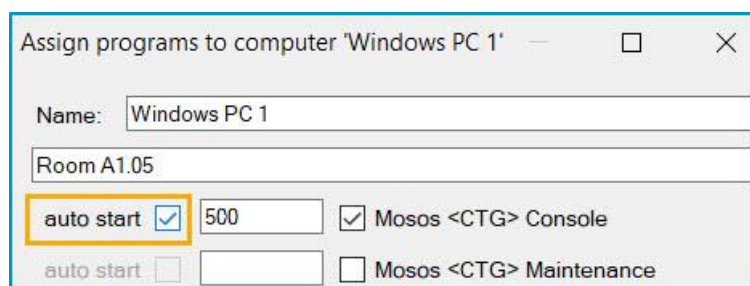 Assign programs to computer 'Windows PC 1'
Name: Windows PC 1
Room A1.05
auto start 500 Mosos <CTG> Console
auto start Mosos <CTG> Maintenance